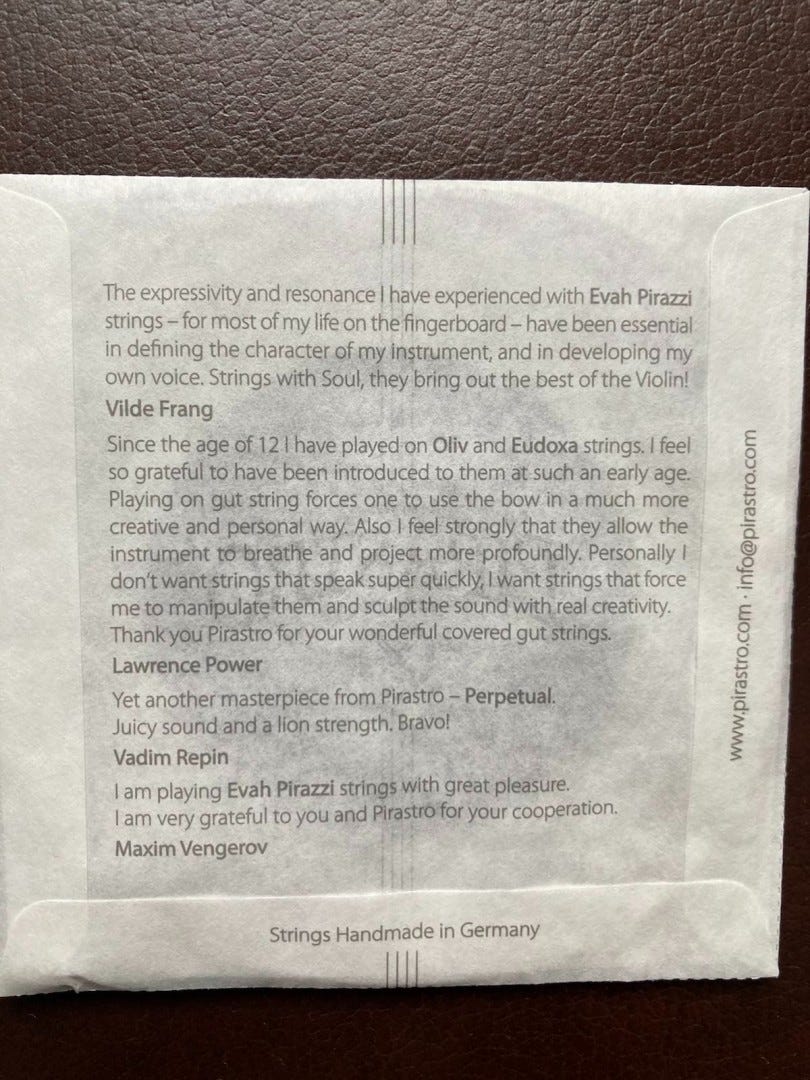 The expressivity and resonance I have experienced with Evah Pirazzi
strings – for most of my life on the fingerboard – have been essential
in defining the character of my instrument, and in developing my
own voice. Strings with Soul, they bring out the best of the Violin!
Vilde Frang
Since the age of 12 I have played on Oliv and Eudoxa strings. I feel
so grateful to have been introduced to them at such an early age.
Playing on gut string forces one to use the bow in a much more
creative and personal way. Also I feel strongly that they allow the
instrument to breathe and project more profoundly. Personally I
don't want strings that speak super quickly, I want strings that force
me to manipulate them and sculpt the sound with real creativity.
Thank you Pirastro for your wonderful covered gut strings.
Lawrence Power
Yet another masterpiece from Pirastro – Perpetual.
Juicy sound and a lion strength. Bravo!
Vadim Repin
I am playing Evah Pirazzi strings with great pleasure.
I am very grateful to you and Pirastro for your cooperation.
Maxim Vengerov
Strings Handmade in Germany
www.pirastro.com · info@pirastro.com